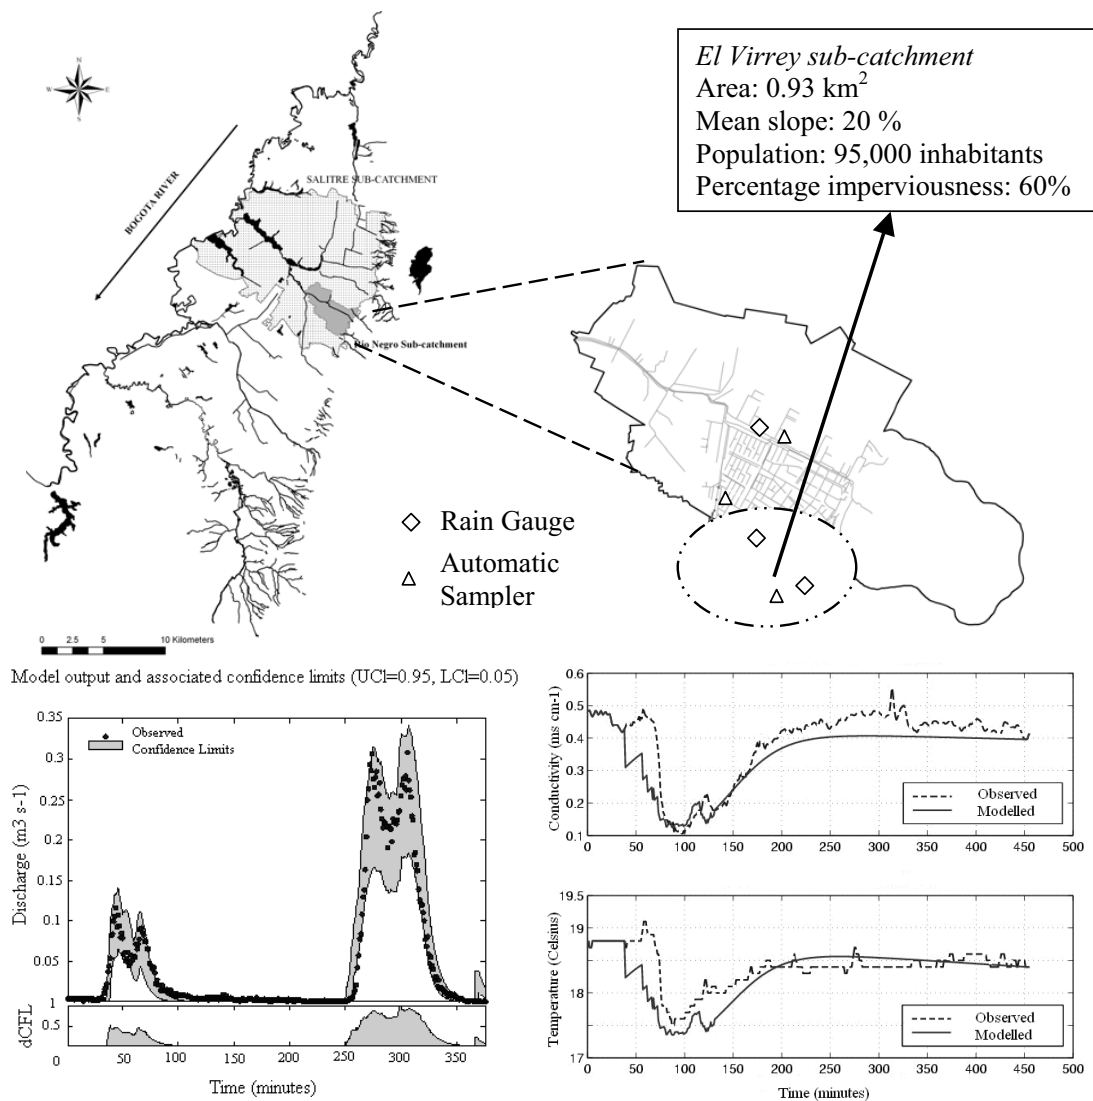 El Virrey sub-catchment
Area: 0.93 km2
Mean slope: 20 %
Population: 95,000 inhabitants
Percentage imperviousness: 60%
N
W E
S
BOGOTA RIVER
SALITRE SUB-CATCHMENT
Rio Negro Sub-catchment
Rain Gauge
Automatic
Sampler
0 2.5 5 10 Kilometers
Model output and associated confidence limits (UCl=0.95, LCl=0.05)
0.35
0.3
0.25
0.2
0.15
0.1
0.05
1
0.5
Discharge (m3 s-1)
dCFL
Observed
Confidence Limits
0 50 100 150 200 250 300 350
Time (minutes)
0.6
0.5
0.4
0.3
0.2
0.1
Conductivity (ms cm-1)
Observed
Modelled
0 50 100 150 200 250 300 350 400 450 500
19.5
19
18
17
Temperature (Celsius)
Observed
Modelled
0 50 100 150 200 250 300 350 400 450 500
Time (minutes)